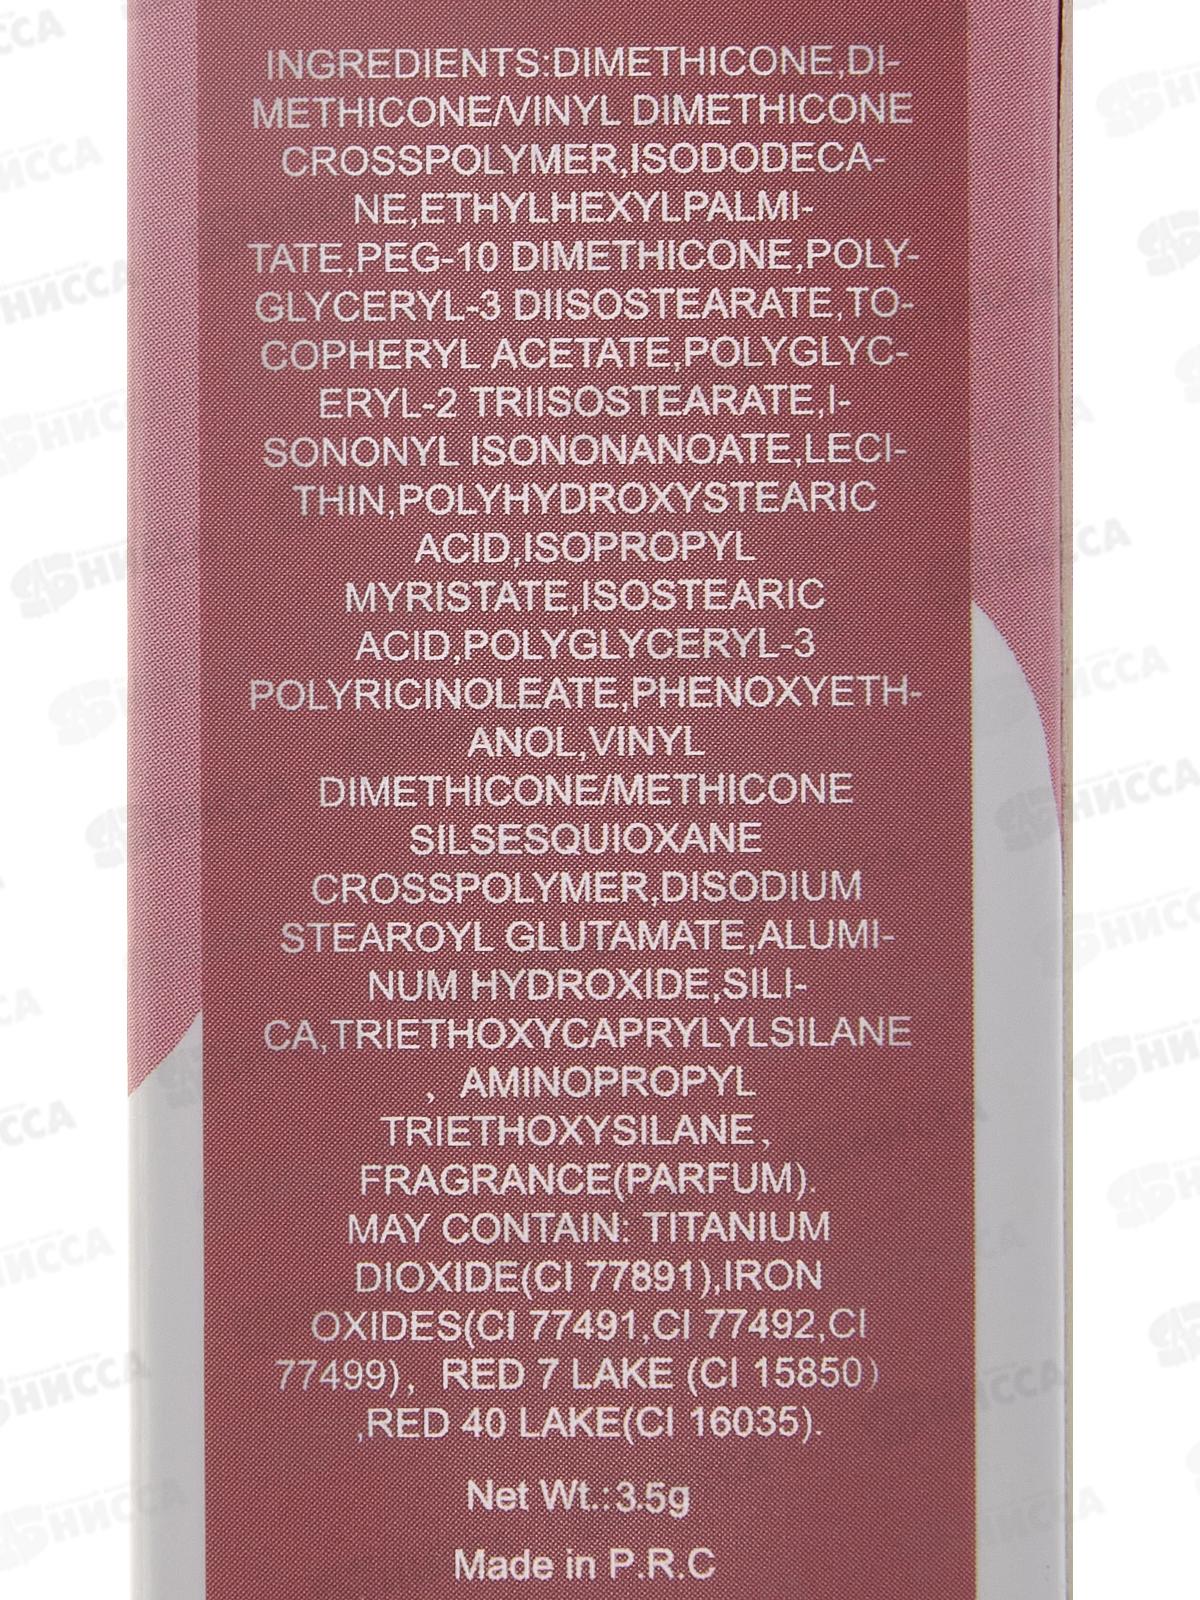 INGREDIENTS:DIMETHICONE,DI-
METHICONE/VINYL DIMETHICONE
CROSSPOLYMER,ISODODECA-
NE,ETHYLHEXYLPALMI-
TATE,PEG-10 DIMETHICONE,POLY-
GLYCERYL-3 DIISOSTEARATE,TO-
COPHERYL ACETATE,POLYGLYC-
ERYL-2 TRIISOSTEARATE,I-
SONONYL ISONONANOATE,LECI-
THIN,POLYHYDROXYSTEARIC
ACID,ISOPROPYL
MYRISTATE,ISOSTEARIC
ACID,POLYGLYCERYL-3
POLYRICINOLEATE,PHENOXYETH-
ANOL,VINYL
DIMETHICONE/METHICONE
SILSESQUIOXANE
CROSSPOLYMER,DISODIUM
STEAROYL GLUTAMATE,ALUMI-
NUM HYDROXIDE,SILI-
CA,TRIETHOXYCAPRYLYLSILANE
, AMINOPROPYL
TRIETHOXYSILANE,
FRAGRANCE(PARFUM).
MAY CONTAIN: TITANIUM
DIOXIDE(CI 77891),IRON
OXIDES(CI 77491,CI 77492,CI
77499), RED 7 LAKE (CI 15850)
,RED 40 LAKE(CI 16035).
Net Wt.:3.5g
Made in P.R.C